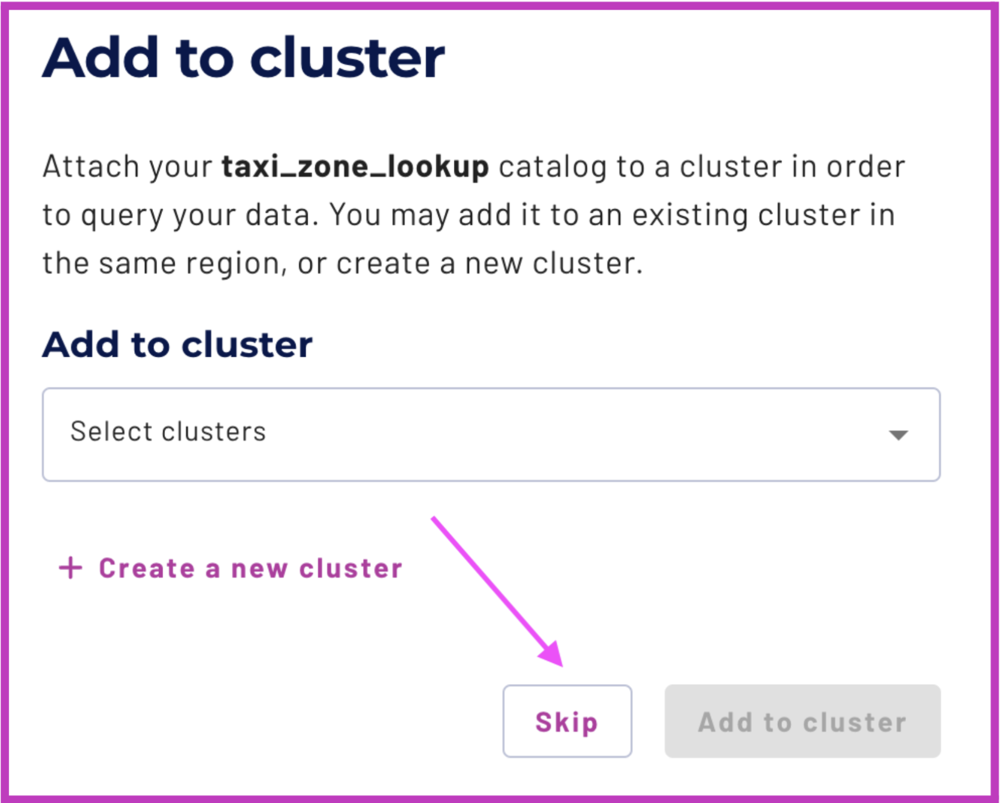 Add to cluster
Attach your taxi_zone_lookup catalog to a cluster in order
to query your data. You may add it to an existing cluster in
the same region, or create a new cluster.
Add to cluster
Select clusters
+ Create a new cluster
Skip
Add to cluster